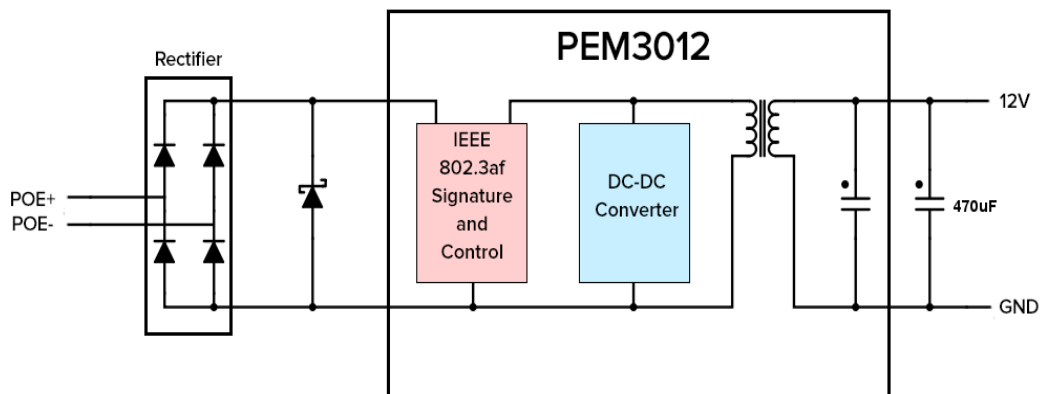 PEM3012
Rectifier
12V
IEEE
802.3af
Signature
and
Control
DC-DC
Converter
POE+
POE-
470uF
GND